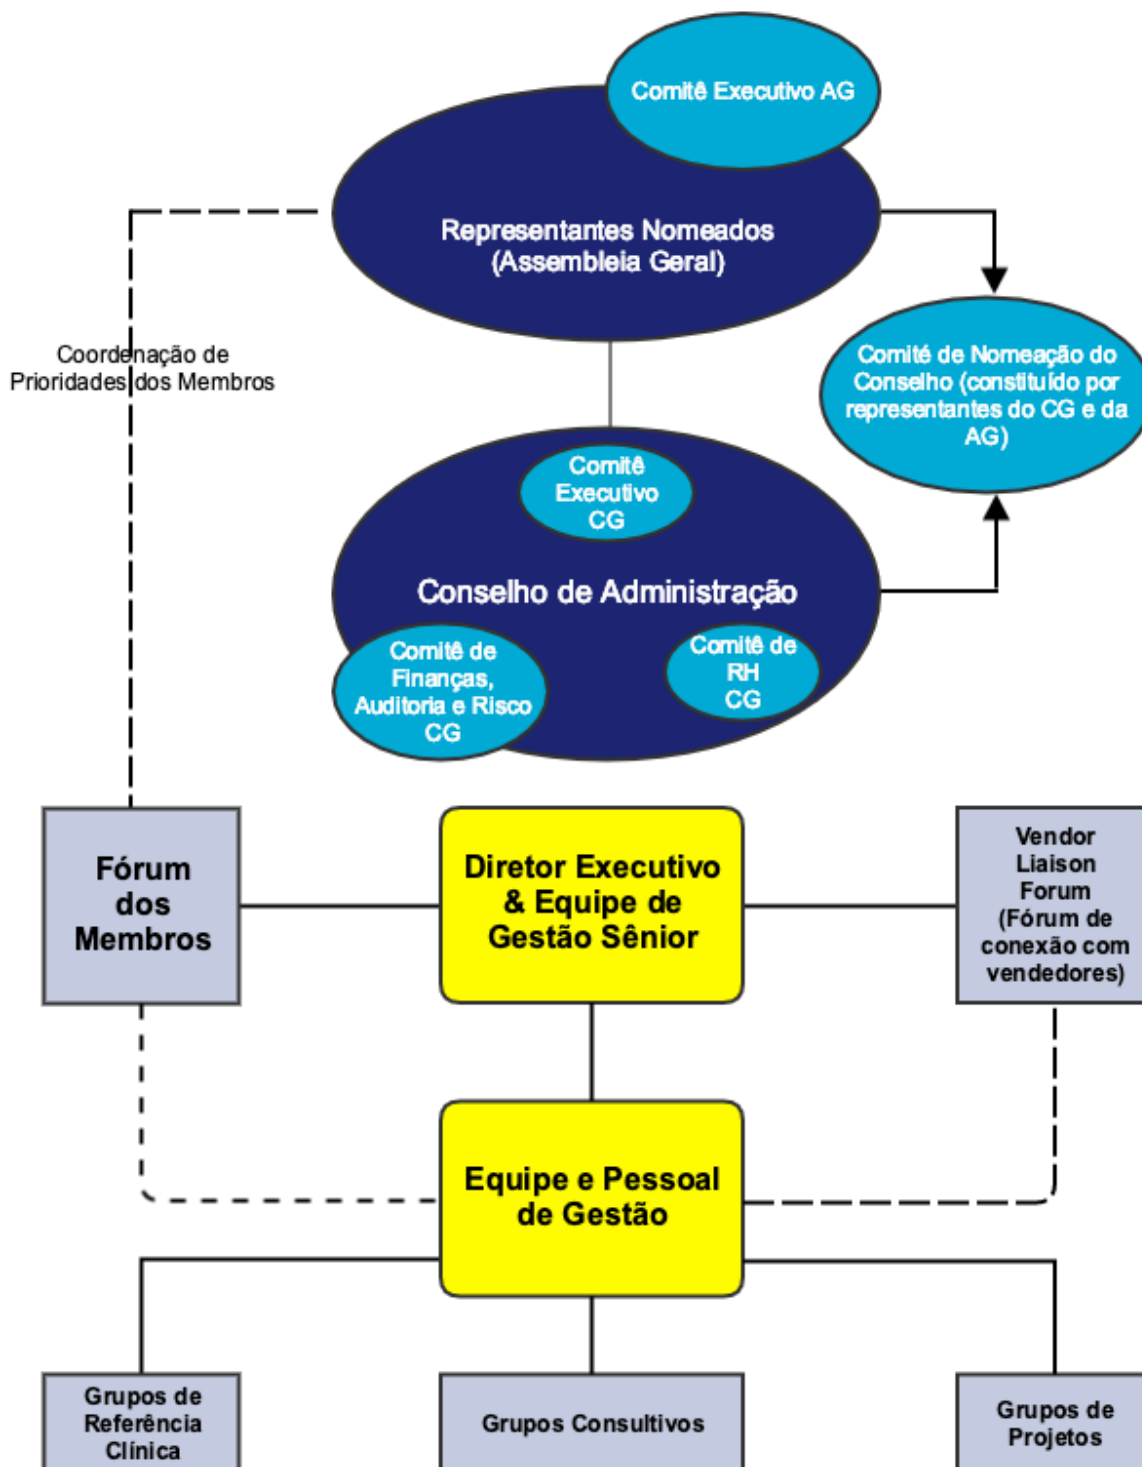 Comitê Executivo AG
Representantes Nomeados
(Assembleia Geral)
Coordenação de
Prioridades dos Membros
Comité de Nomeação do
Conselho (constituído por
representantes do CG e da
AG)
Comitê
Executivo
CG
Conselho de Administração
Comitê de
Finanças,
Auditoria e Risco
CG
Comitê de
RH
CG
Fórum
dos
Membros
Diretor Executivo
& Equipe de
Gestão Sênior
Vendor
Liaison
Forum
(Fórum de
conexão com
vendedores)
Equipe e Pessoal
de Gestão
Grupos de
Referência
Clínica
Grupos Consultivos
Grupos de
Projetos